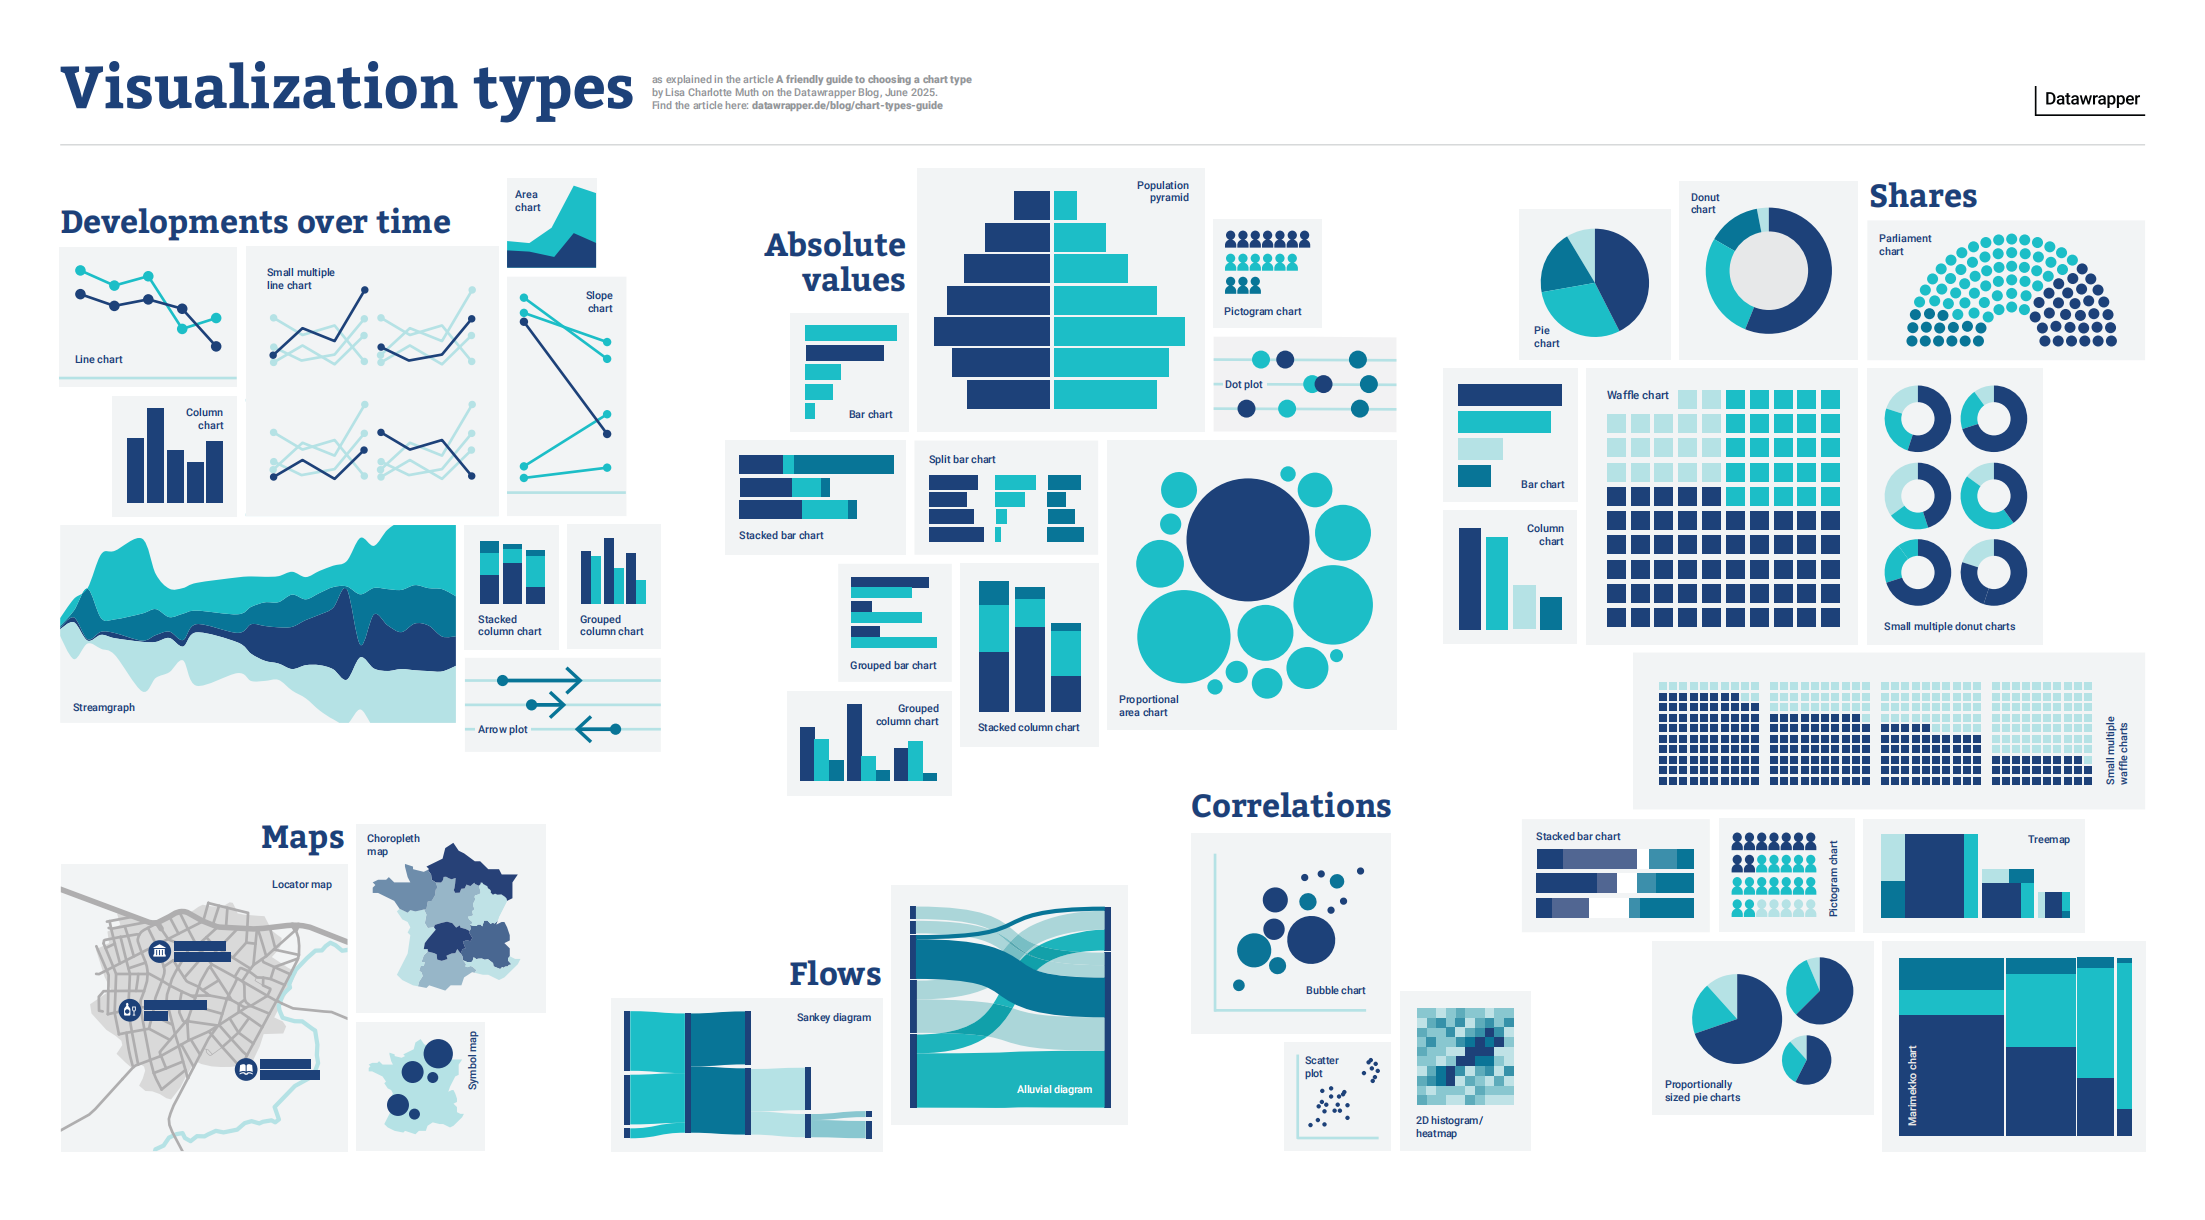 Visualization types
as explained in the article A friendly guide to choosing a chart type
by Lisa Charlotte Muth on the Datawrapper Blog, June 2025.
Find the article here: datawrapper.de/blog/chart-types-guide
Datawrapper
Developments over time
Area
chart
Line chart
Small multiple
line chart
Slope
chart
Column
chart
Streamgraph
Stacked
column chart
Grouped
column chart
Arrow plot
Absolute
values
Population
pyramid
Pictogram chart
Bar chart
Dot plot
Stacked bar chart
Split bar chart
Grouped bar chart
Grouped
column chart
Stacked column chart
Proportional
area chart
Shares
Pie
chart
Donut
chart
Parliament
chart
Bar chart
Waffle chart
Column
chart
Small multiple donut charts
Small multiple
waffle charts
Stacked bar chart
Pictogram chart
Treemap
Proportionally
sized pie charts
Marimekko chart
Maps
Locator map
Choropleth
map
Symbol map
Flows
Sankey diagram
Alluvial diagram
Correlations
Bubble chart
Scatter
plot
2D histogram/
heatmap